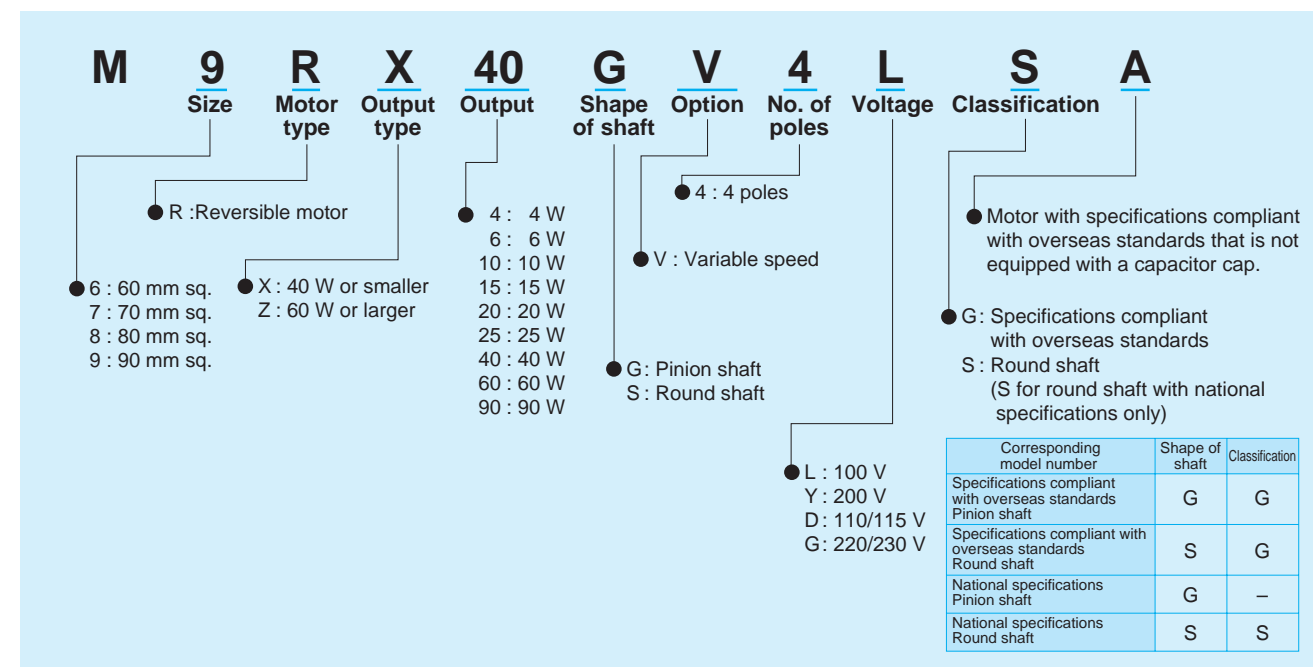 M 9 R X 40 G V 4 L S A
Size Motor type Output type Output Shape of shaft Option No. of poles Voltage Classification
4 : 4 poles
R :Reversible motor
4 : 4 W
6 : 6 W
10 : 10 W
15 : 15 W
20 : 20 W
25 : 25 W
40 : 40 W
60 : 60 W
90 : 90 W
Motor with specifications compliant
with overseas standards that is not
equipped with a capacitor cap.
V : Variable speed
6 : 60 mm sq.
7 : 70 mm sq.
8 : 80 mm sq.
9 : 90 mm sq.
X : 40 W or smaller
Z : 60 W or larger
G : Specifications compliant
with overseas standards
S : Round shaft
(S for round shaft with national
specifications only)
G : Pinion shaft
S : Round shaft
L : 100 V
Y : 200 V
D : 110/115 V
G : 220/230 V
Corresponding
model number
Shape of
shaft
Classification
Specifications compliant
with overseas standards
Pinion shaft
G G
Specifications compliant with
overseas standards
Round shaft
S G
National specifications
Pinion shaft
G –
National specifications
Round shaft
S S